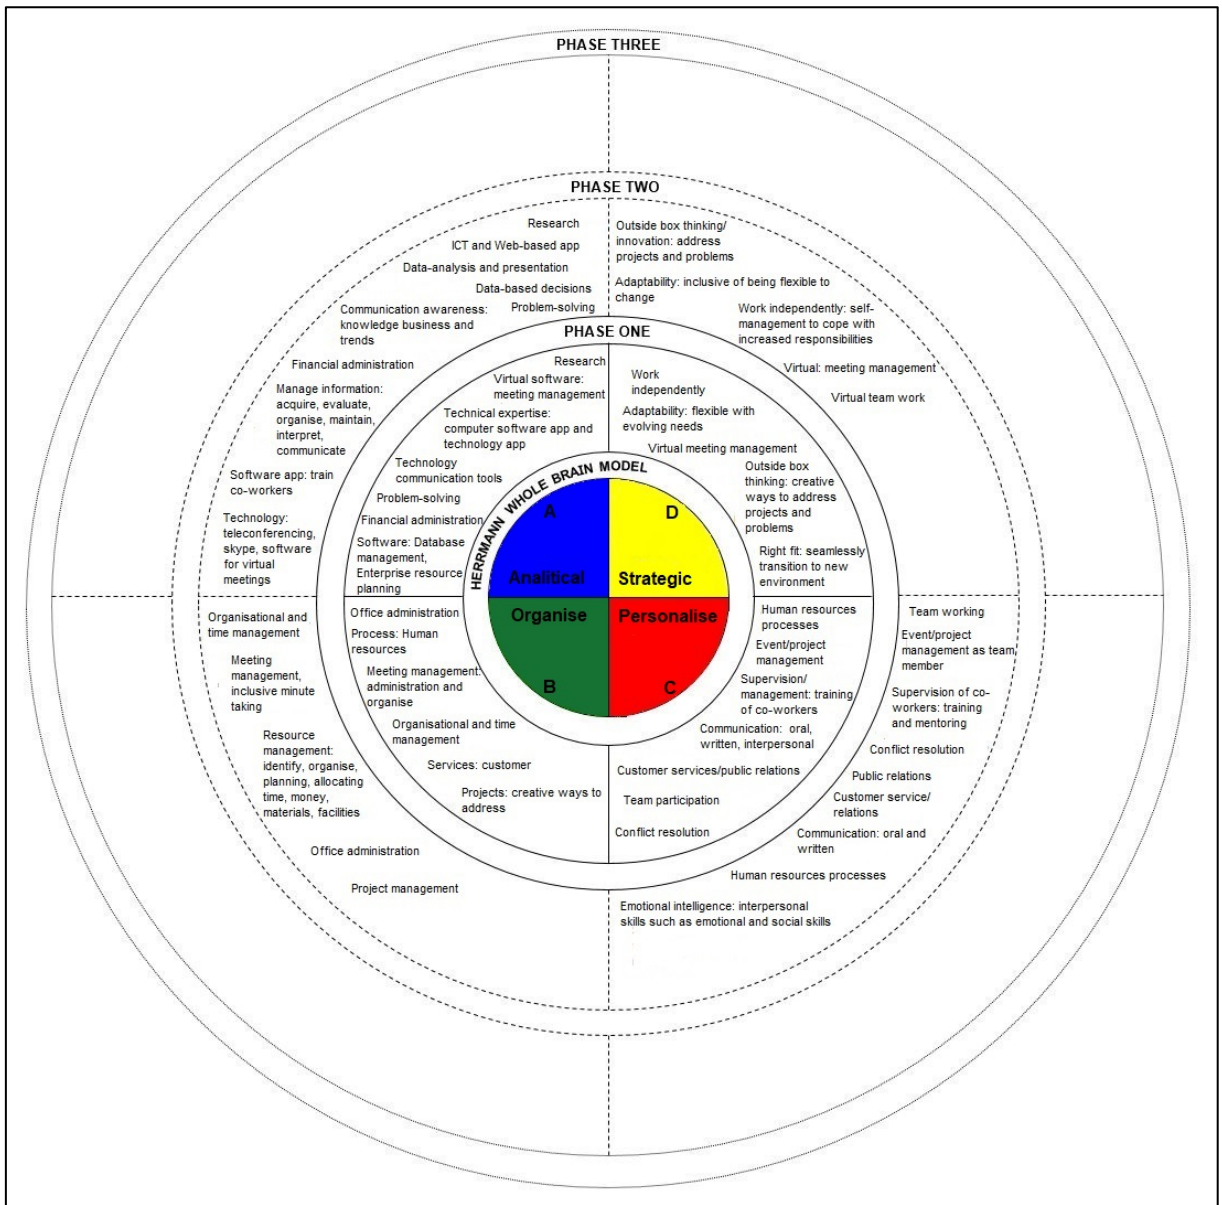 PHASE THREE
PHASE TWO
Research
ICT and Web-based app
Data-analysis and presentation
Data-based decisions
Problem-solving
Communication awareness:
knowledge business and
trends
Financial administration
Manage information:
acquire, evaluate,
organise, maintain,
interpret,
communicate
Software app: train
co-workers
Technology:
teleconferencing,
skype, software
for virtual
meetings
Outside box thinking/
innovation: address
projects and problems
Adaptability: inclusive of being flexible to
change
Work independently: self-
management to cope with
increased responsibilities
Virtual: meeting management
Virtual team work
Organisational and
time management
Meeting
management,
inclusive minute
taking
Resource
management:
identify, organise,
planning, allocating
time, money,
materials, facilities
Office administration
Project management
Team working
Event/project
management as team
member
Supervision of co-
workers: training
and mentoring
Conflict resolution
Public relations
Customer service/
relations
Communication: oral and
written
Human resources processes
Emotional intelligence: interpersonal
skills such as emotional and social skills
PHASE ONE
Research
Virtual software:
meeting management
Technical expertise:
computer software app and
technology app
Technology
communication tools
Problem-solving
Financial administration
Software: Database
management,
Enterprise resource
planning
Work
independently
Adaptability: flexible with
evolving needs
Virtual meeting management
Outside box
thinking: creative
ways to address
projects and
problems
Right fit: seamlessly
transition to new
environment
Office administration
Process: Human
resources
Meeting management:
administration and
organise
Organisational and time
management
Services: customer
Projects: creative ways to
address
Human resources
processes
Event/project
management
Supervision/
management: training
of co-workers
Communication: oral,
written, interpersonal
Customer services/public relations
Team participation
Conflict resolution
HERRMANN WHOLE BRAIN MODEL
A
D
Analitical
Strategic
Organise
Personalise
B
C